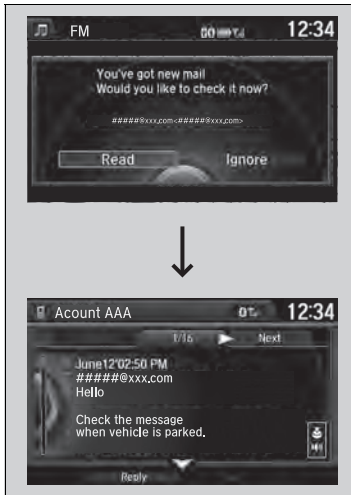 FM 12:34
You've got new mail
Would you like to check it now?
#####@xxx.com<#####@xxx.com>
Read Ignore
Acount AAA 12:34
1/16 Next
June12'02:50 PM
#####@xxx.com
Hello
Check the message
when vehicle is parked.
Reply